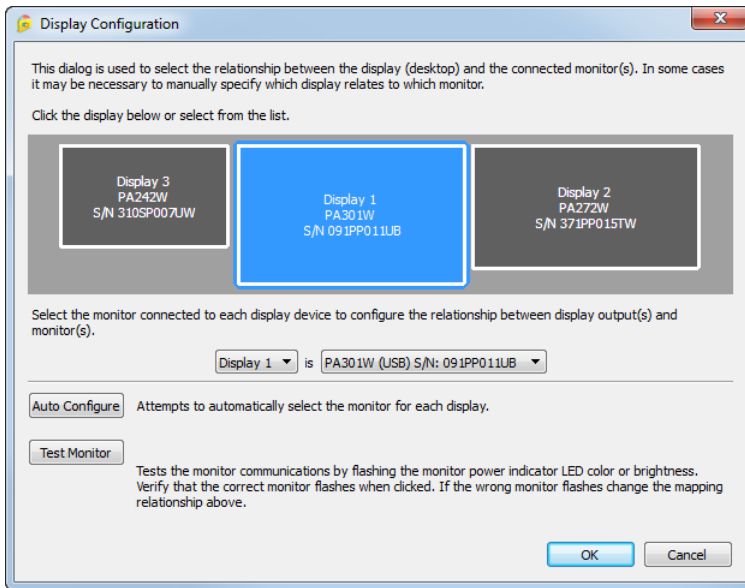 Display Configuration
This dialog is used to select the relationship between the display (desktop) and the connected monitor(s). In some cases
it may be necessary to manually specify which display relates to which monitor.
Click the display below or select from the list.
Display 3
PA242W
S/N 310SP007UW
Display 1
PA301W
S/N 091PP011UB
Display 2
PA272W
S/N 371PP015TW
Select the monitor connected to each display device to configure the relationship between display output(s) and
monitor(s).
Display 1 is PA301W (USB) S/N: 091PP011UB
Auto Configure Attempts to automatically select the monitor for each display.
Test Monitor
Tests the monitor communications by flashing the monitor power indicator LED color or brightness.
Verify that the correct monitor flashes when clicked. If the wrong monitor flashes change the mapping
relationship above.
OK Cancel